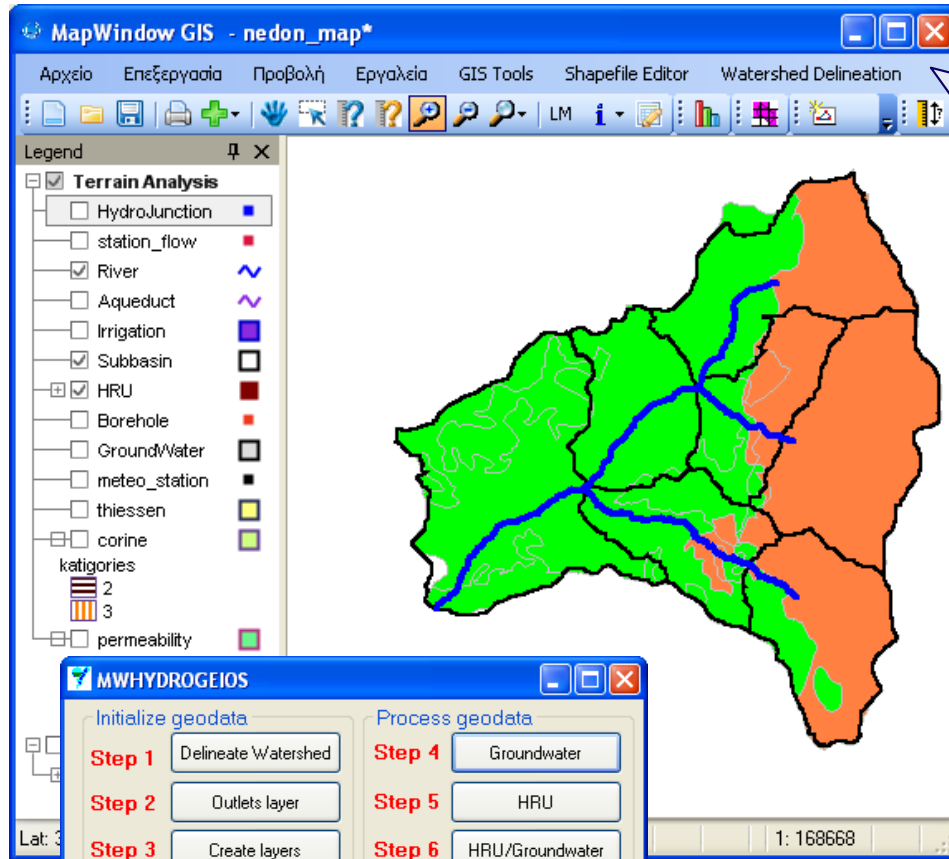 MapWindow GIS - nedon_map*
Αρχείο Επεξεργασία Προβολή Εργαλεία GIS Tools Shapefile Editor Watershed Delineation
LM
Legend
Terrain Analysis
HydroJunction
station_flow
River
Aqueduct
Irrigation
Subbasin
HRU
Borehole
GroundWater
meteo_station
thiessen
corine
katigories
2
3
permeability
MWHYDROGEIOS
Initialize geodata
Step 1 Delineate Watershed
Step 2 Outlets layer
Step 3 Create layers
Process geodata
Step 4 Groundwater
Step 5 HRU
Step 6 HRU/Groundwater
Lat: 1: 168668